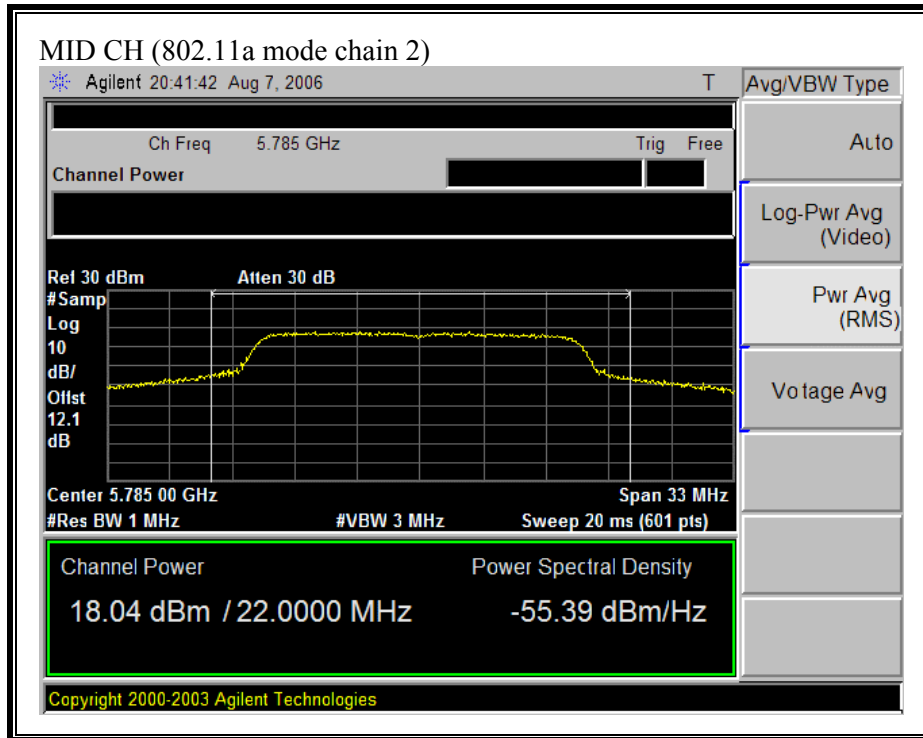 MID CH (802.11a mode chain 2)
Agilent 20:41:42 Aug 7, 2006 T
Avg/VBW Type
Ch Freq 5.785 GHz Trig Free
Channel Power
Auto
Log-Pwr Avg
(Video)
Pwr Avg
(RMS)
Vo tage Avg
Ref 30 dBm Atten 30 dB
#Samp
Log
10
dB/
Offst
12.1
dB
Center 5.785 00 GHz Span 33 MHz
#Res BW 1 MHz #VBW 3 MHz Sweep 20 ms (601 pts)
Channel Power Power Spectral Density
18.04 dBm / 22.0000 MHz -55.39 dBm/Hz
Copyright 2000-2003 Agilent Technologies